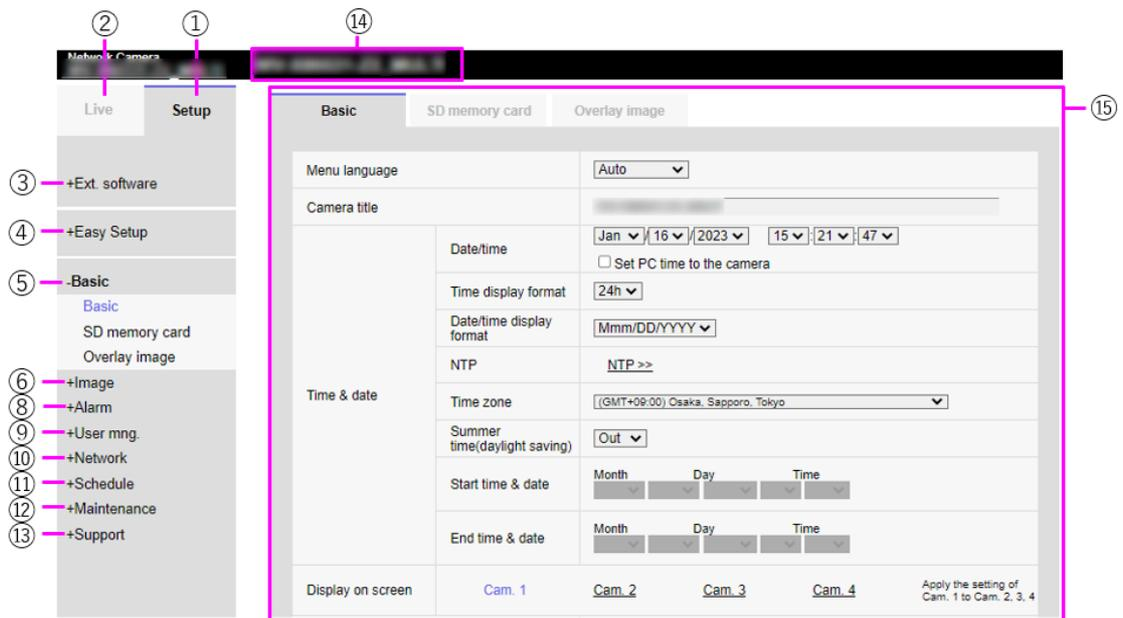 ② ① ⑭
Network Camera
Live Setup
Basic SD memory card Overlay image
⑮
Menu language Auto
③ +Ext. software
Camera title
④ +Easy Setup
Time & date
Date/time Jan / 16 / 2023 15 : 21 : 47
Set PC time to the camera
⑤ -Basic
Basic
SD memory card
Overlay image
Time display format 24h
Date/time display
format
Mmm/DD/YYYY
NTP NTP >>
⑥ +Image
⑧ +Alarm
⑨ +User mng.
⑩ +Network
⑪ +Schedule
⑫ +Maintenance
⑬ +Support
Time zone (GMT+09:00) Osaka, Sapporo, Tokyo
Summer
time(daylight saving)
Out
Start time & date Month Day Time
End time & date Month Day Time
Display on screen Cam. 1 Cam. 2 Cam. 3 Cam. 4
Apply the setting of
Cam. 1 to Cam. 2, 3, 4